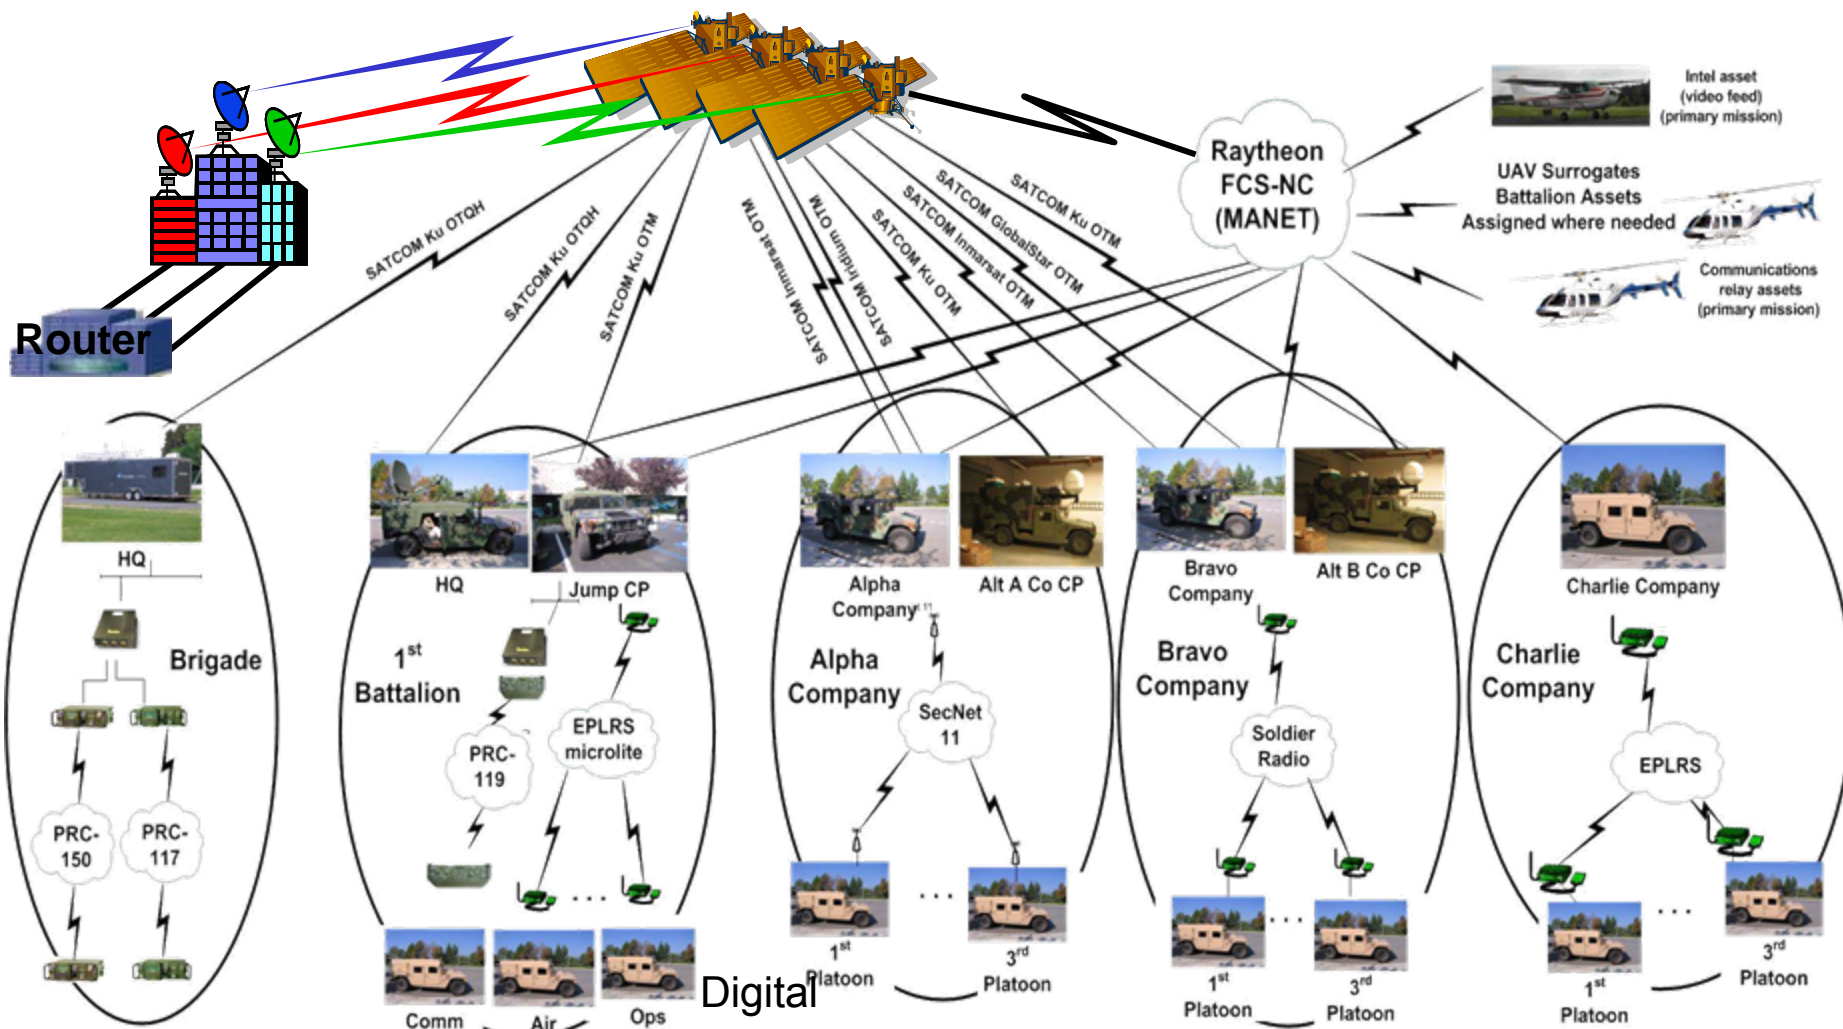 Intel asset
(video feed)
(primary mission)
Raytheon
FCS-NC
(MANET)
UAV Surrogates
Battalion Assets
Assigned where needed
Communications
relay assets
(primary mission)
Router
SATCOM Ku OTQH
SATCOM Ku OTQH
SATCOM Ku OTM
SATCOM Inmarsat OTM
SATCOM Iridium OTM
SATCOM Ku OTM
SATCOM Inmarsat OTM
SATCOM GlobalStar OTM
SATCOM Ku OTM
HQ
Brigade
PRC-
150
PRC-
117
HQ
Jump CP
1st
Battalion
PRC-
119
EPLRS
microlite
Comm
Air
Ops
Digital
Alpha
Company
Alt A Co CP
Alpha
Company
SecNet
11
1st
Platoon
3rd
Platoon
Bravo
Company
Alt B Co CP
Bravo
Company
Soldier
Radio
1st
Platoon
3rd
Platoon
Charlie Company
Charlie
Company
EPLRS
1st
Platoon
3rd
Platoon